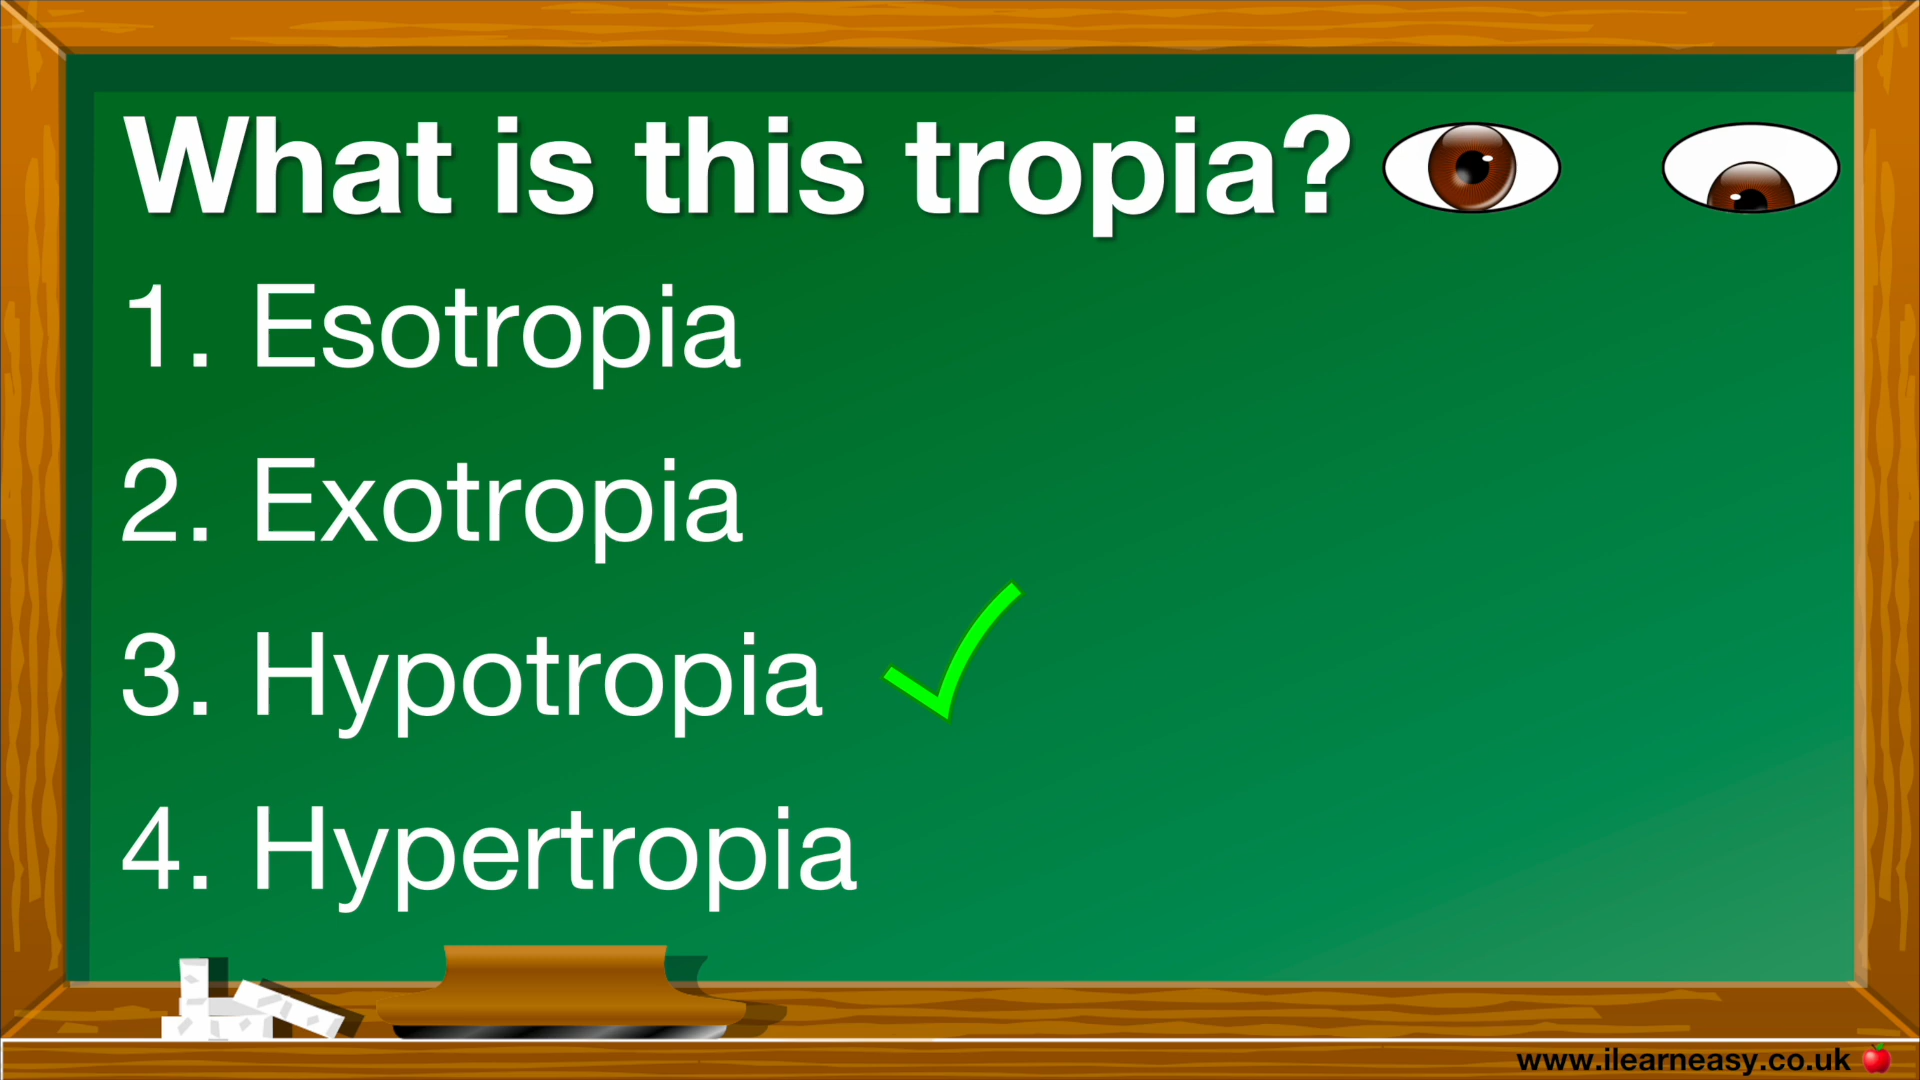 What is this tropia?
1. Esotropia
2. Exotropia
3. Hypotropia
4. Hypertropia
www.ilearneasy.co.uk